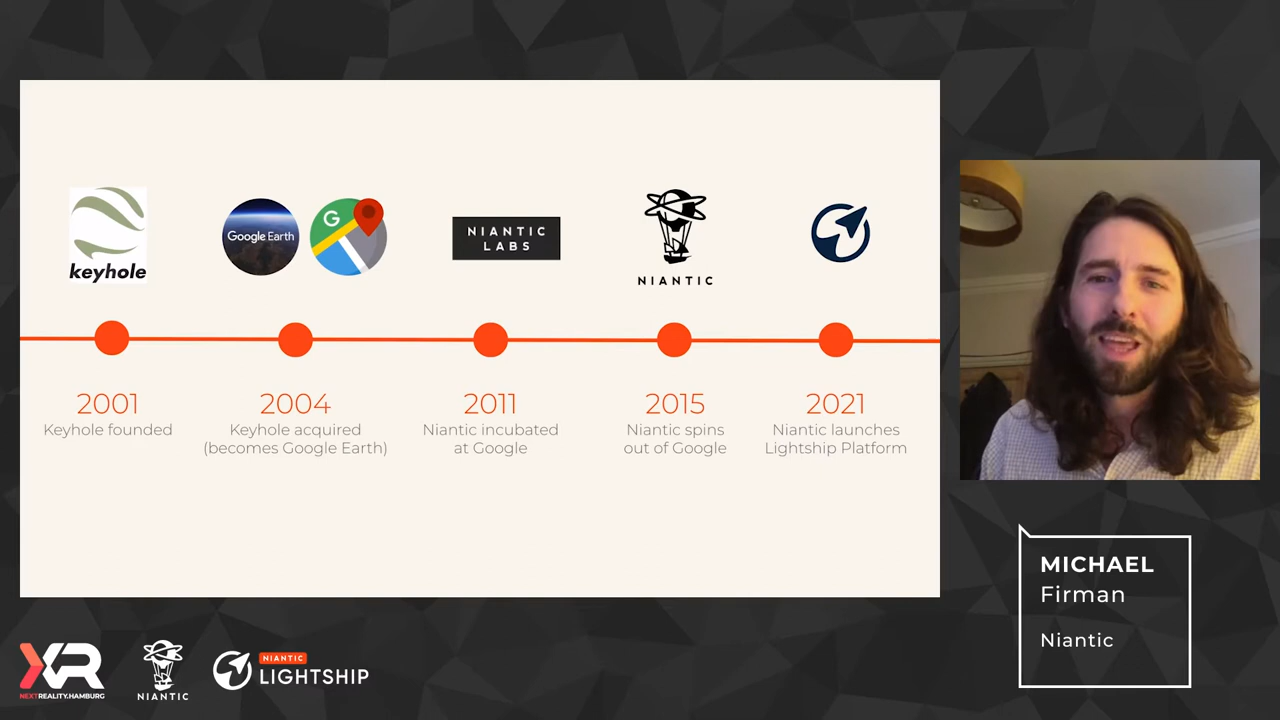 keyhole
Google Earth
G
NIANTIC
LABS
NIANTIC
2001
Keyhole founded
2004
Keyhole acquired
(becomes Google Earth)
2011
Niantic incubated
at Google
2015
Niantic spins
out of Google
2021
Niantic launches
Lightship Platform
MICHAEL
Firman
Niantic
XR
NEXTREALITY.HAMBURG
NIANTIC
NIANTIC
LIGHTSHIP